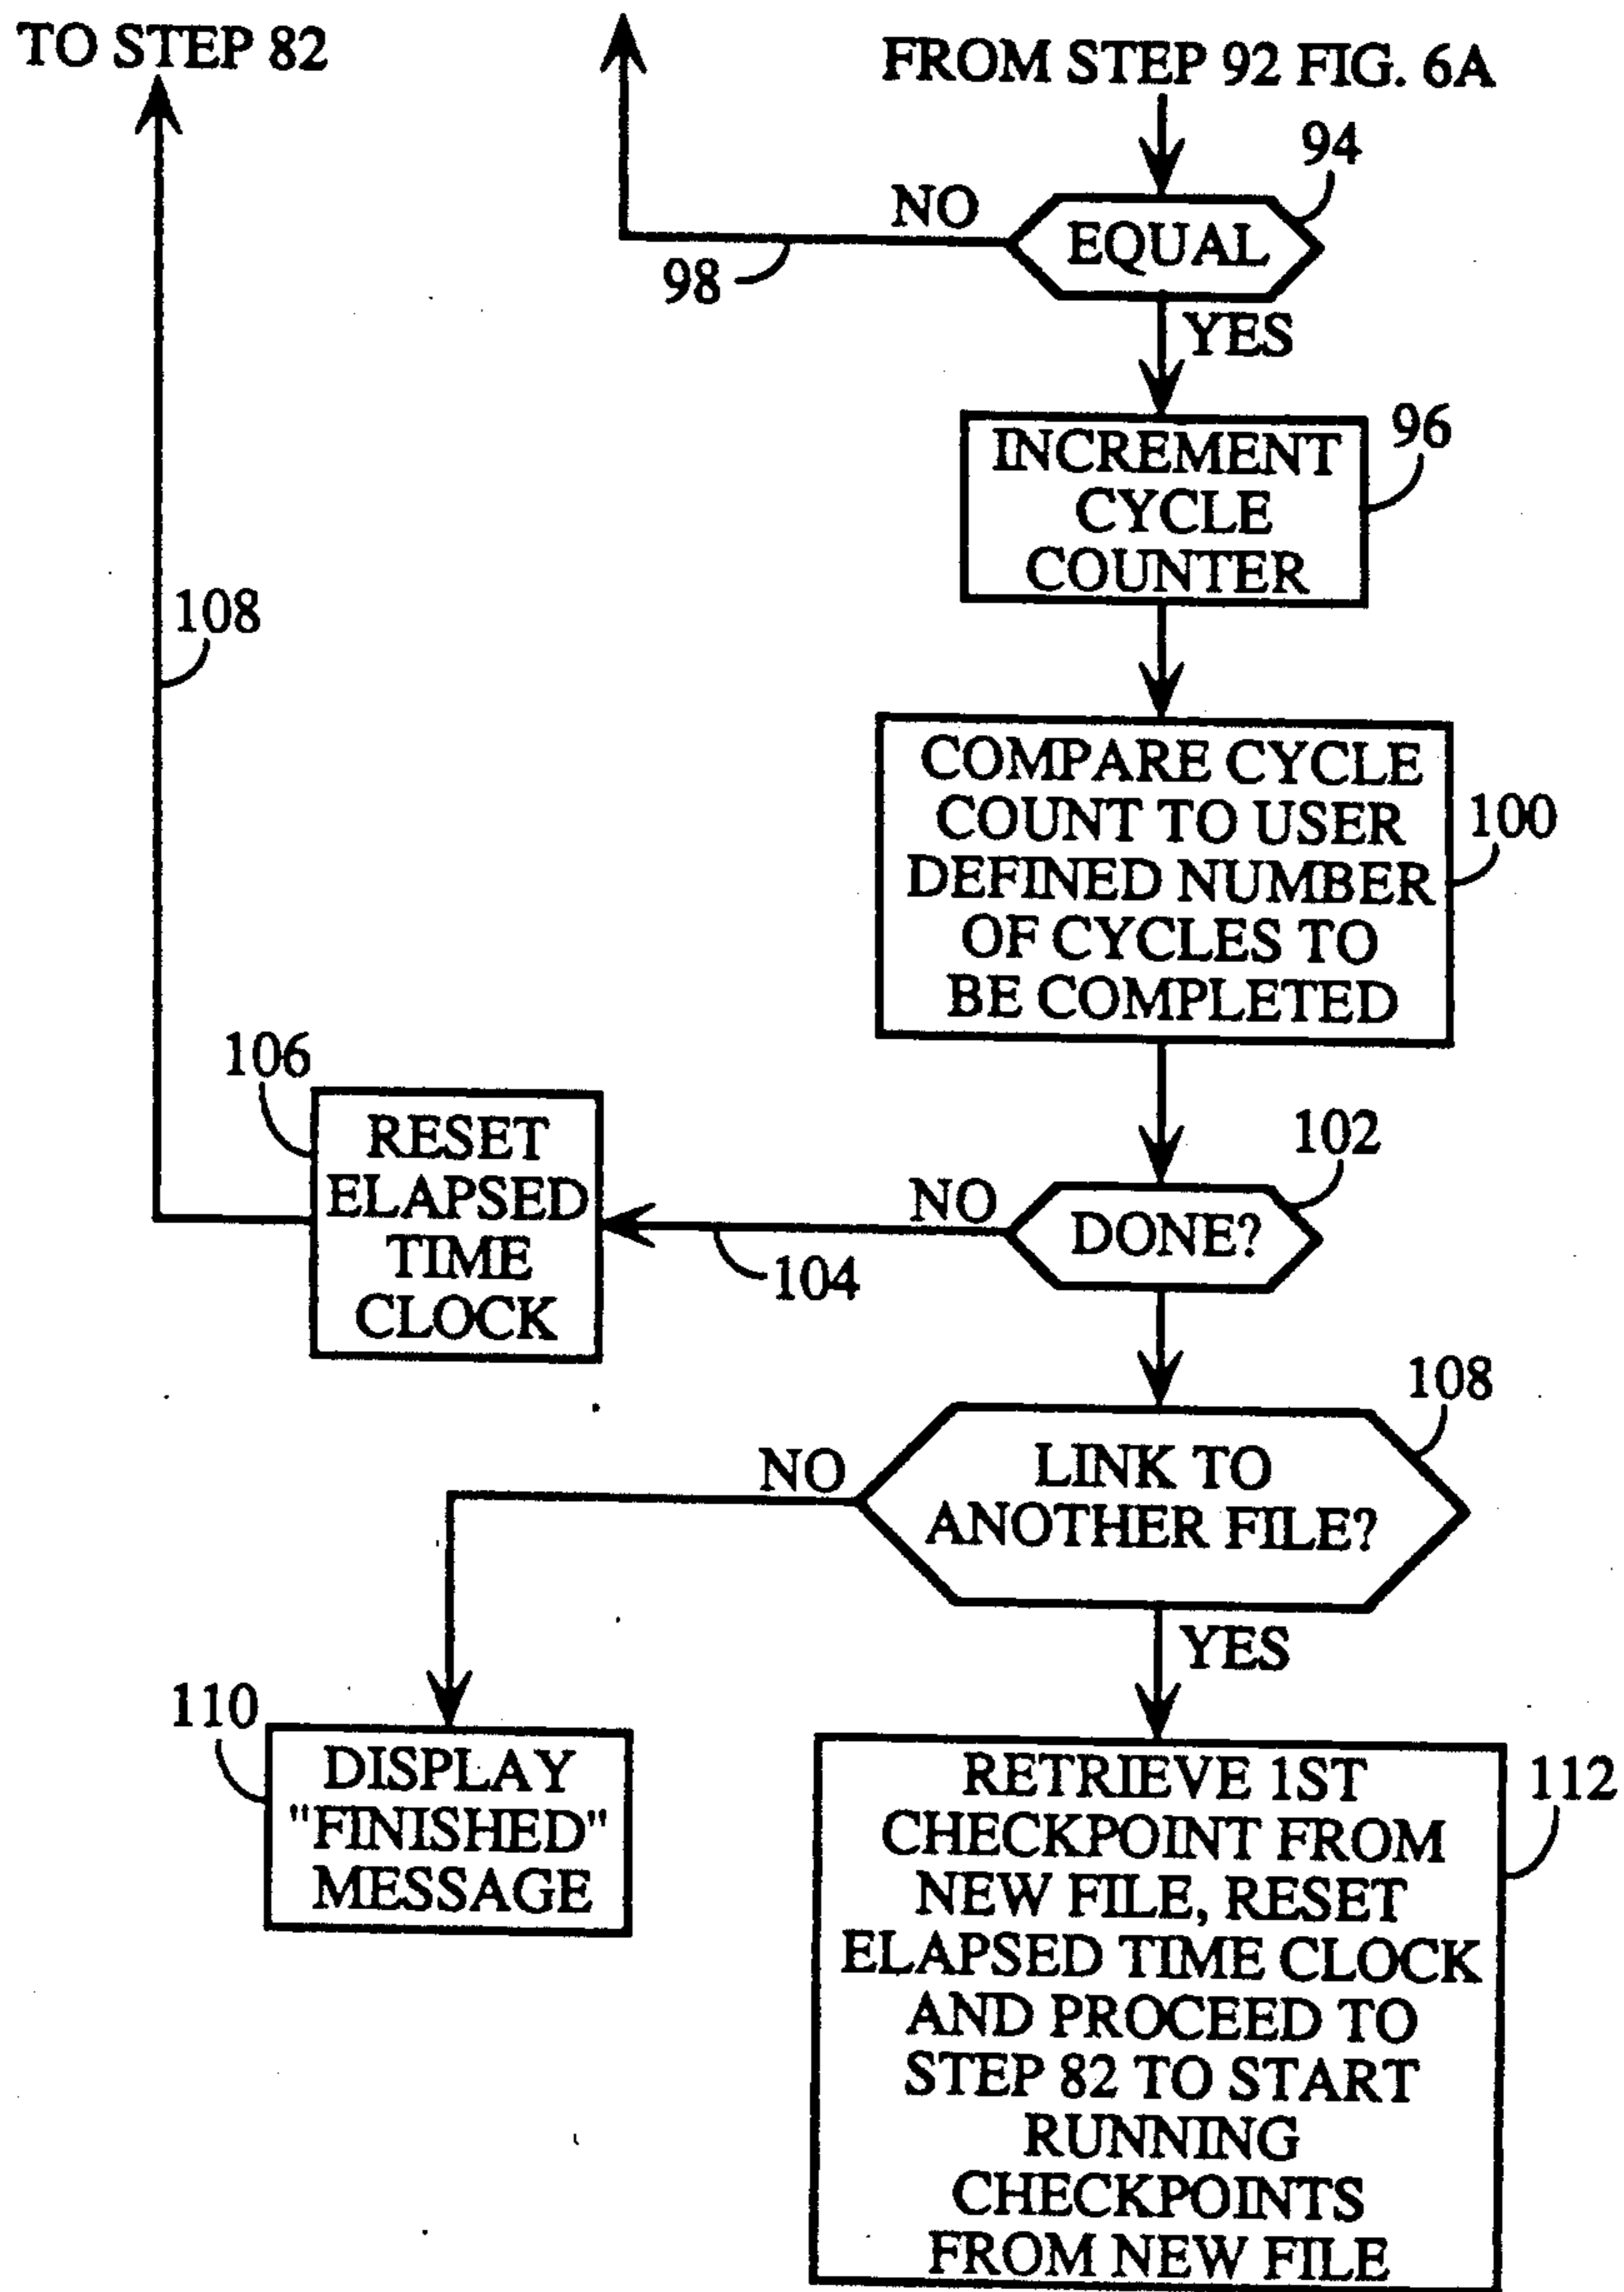 TO STEP 82
FROM STEP 92 FIG. 6A
94
NO
EQUAL
98
YES
INCREMENT
CYCLE
COUNTER
96
108
COMPARE CYCLE
COUNT TO USER
DEFINED NUMBER
OF CYCLES TO
BE COMPLETED
100
106
RESET
ELAPSED
TIME
CLOCK
102
NO
DONE?
104
108
NO
LINK TO
ANOTHER FILE?
YES
110
DISPLAY
"FINISHED"
MESSAGE
RETRIEVE 1ST
CHECKPOINT FROM
NEW FILE, RESET
ELAPSED TIME CLOCK
AND PROCEED TO
STEP 82 TO START
RUNNING
CHECKPOINTS
FROM NEW FILE
112